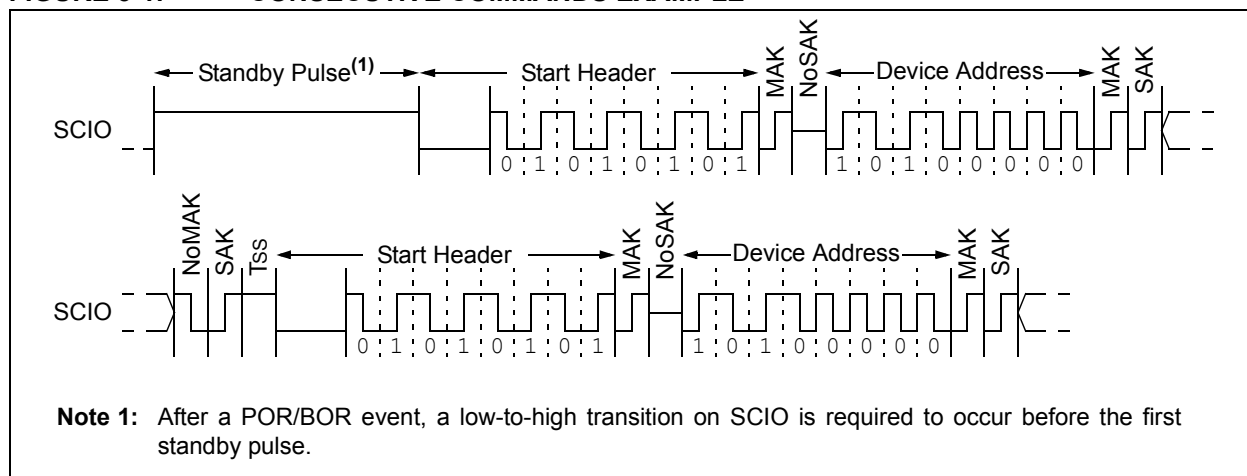 Standby Pulse(1) Start Header MAK NoSAK Device Address MAK SAK
SCIO
0 1 0 1 0 1 0 1 1 0 1 0 0 0 0 0
NoMAK SAK TSS Start Header MAK NoSAK Device Address MAK SAK
SCIO
0 1 0 1 0 1 0 1 1 0 1 0 0 0 0 0
Note 1: After a POR/BOR event, a low-to-high transition on SCIO is required to occur before the first
standby pulse.